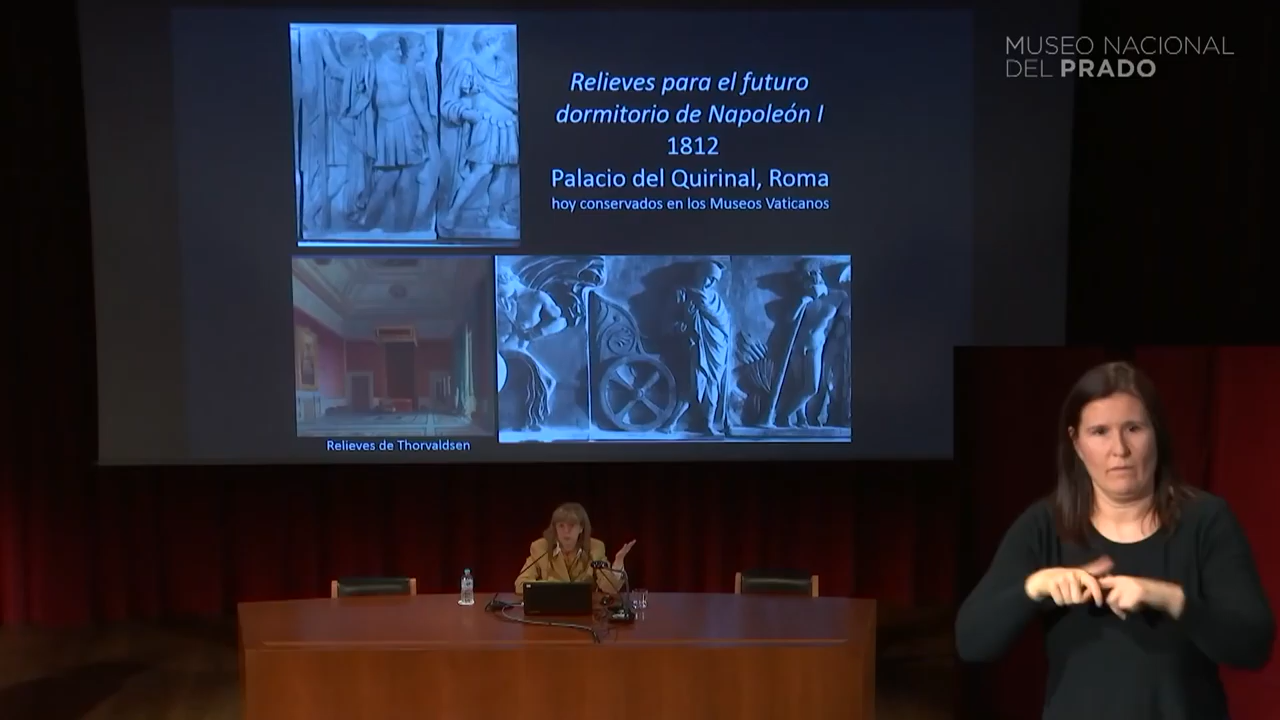 MUSEO NACIONAL
DEL PRADO
Relieves para el futuro
dormitorio de Napoleón I
1812
Palacio del Quirinal, Roma
hoy conservados en los Museos Vaticanos
Relieves de Thorvaldsen